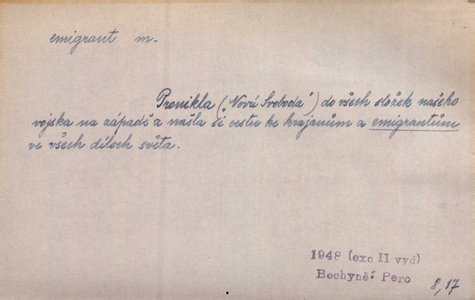 emigrant m.
Pronikla („Nová Svoboda") do všech složek našeho
vojska na západě a našla si cestu ke krajanům a emigrantům
ve všech dílech světa.
1948 (exc II vyd)
Bechyně: Pero
8,17